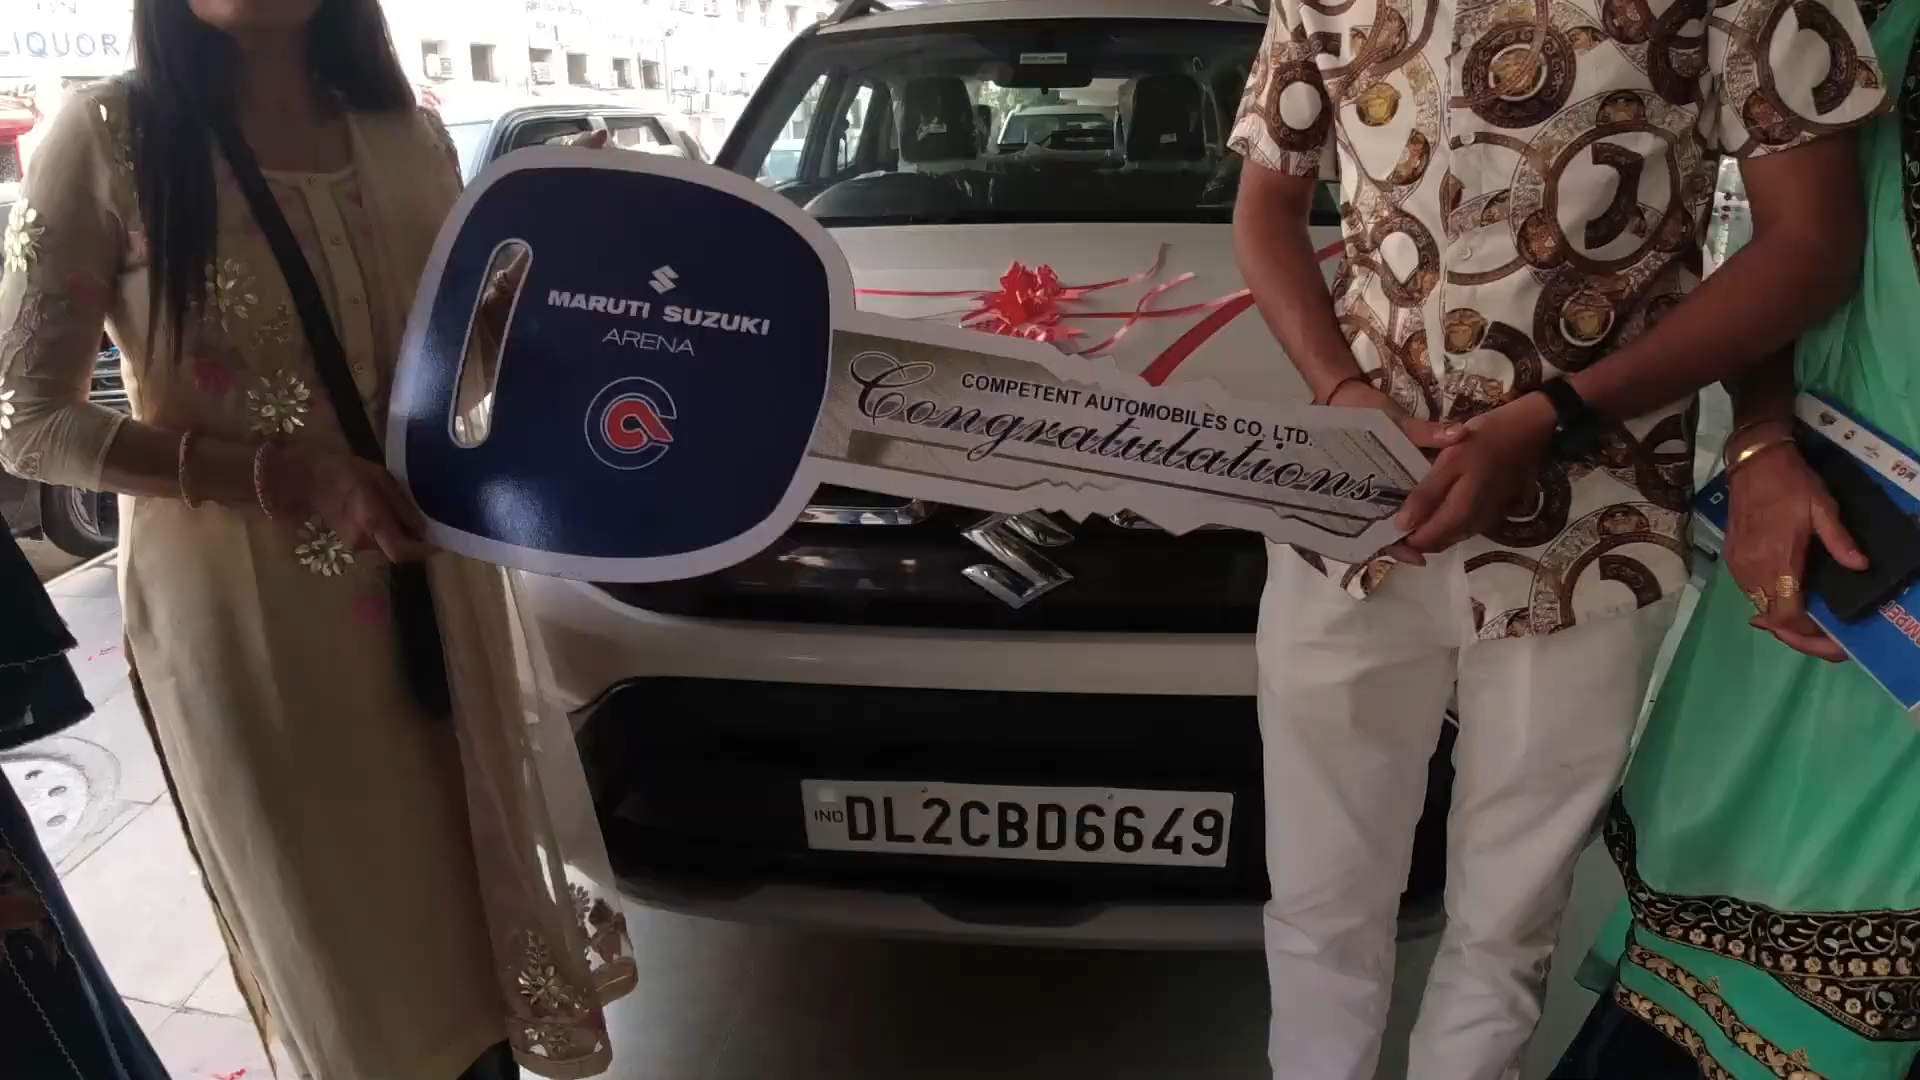 LIQUOR
MARUTI SUZUKI
ARENA
COMPETENT AUTOMOBILES CO. LTD.
Congratulations
IND DL2CBD6649